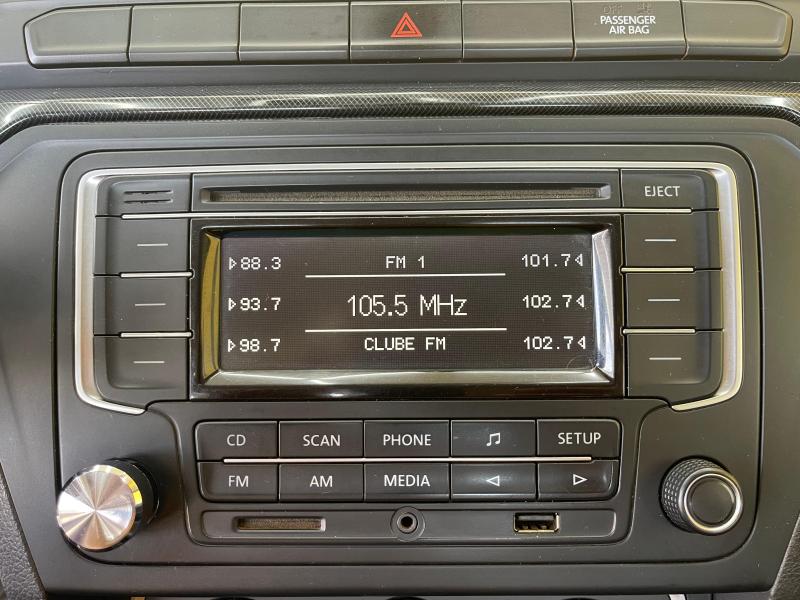 OFF
PASSENGER
AIR BAG
EJECT
88.3 FM 1 101.7
93.7 105.5 MHz 102.7
98.7 CLUBE FM 102.7
CD SCAN PHONE SETUP
FM AM MEDIA